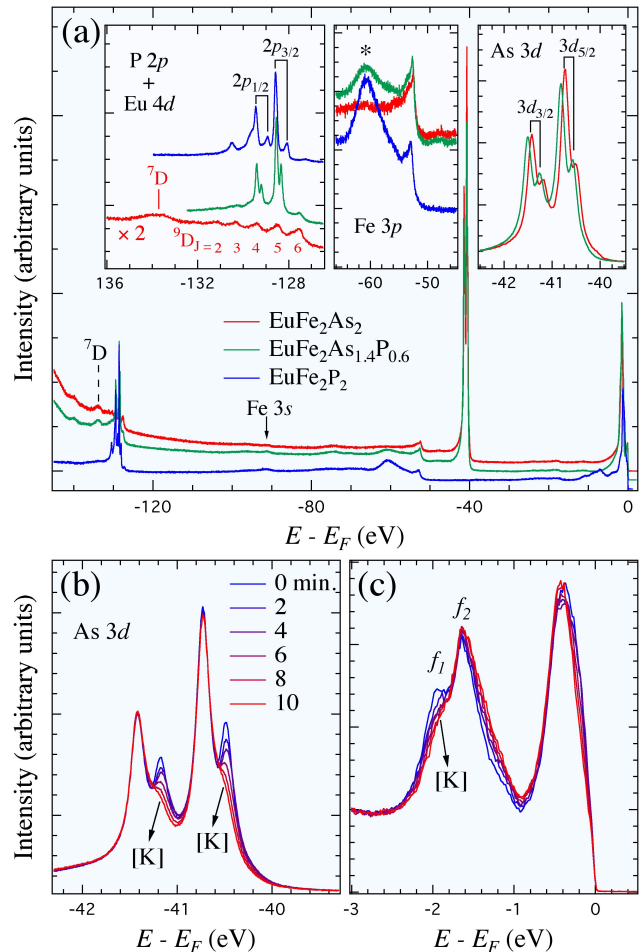 (a)
P 2p
+
Eu 4d
2p3/2
2p1/2
⁷D
× 2
⁹DJ = 2 3 4 5 6
136 -132 -128
*
Fe 3p
-60 -50
As 3d
3d5/2
3d3/2
-42 -41 -40
EuFe₂As₂
EuFe₂As₁.₄P₀.₆
EuFe₂P₂
⁷D
Fe 3s
Intensity (arbitrary units)
-120 -80 -40 0
E - EF (eV)
(b)
As 3d
0 min.
2
4
6
8
10
[K]
[K]
Intensity (arbitrary units)
-42 -41 -40
E - EF (eV)
(c)
f₂
f₁
[K]
-3 -2 -1 0
E - EF (eV)